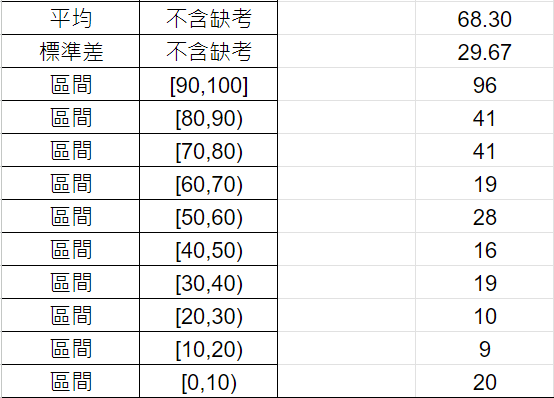 平均 不含缺考 68.30
標準差 不含缺考 29.67
區間 [90,100] 96
區間 [80,90) 41
區間 [70,80) 41
區間 [60,70) 19
區間 [50,60) 28
區間 [40,50) 16
區間 [30,40) 19
區間 [20,30) 10
區間 [10,20) 9
區間 [0,10) 20